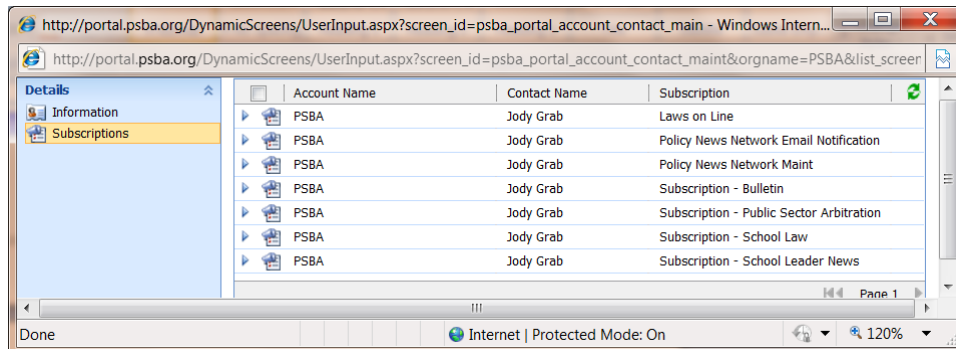 http://portal.psba.org/DynamicScreens/UserInput.aspx?screen_id=psba_portal_account_contact_main - Windows Intern...
http://portal.psba.org/DynamicScreens/UserInput.aspx?screen_id=psba_portal_account_contact_maint&orgname=PSBA&list_screen
Details
Information
Subscriptions
Account Name Contact Name Subscription
PSBA Jody Grab Laws on Line
PSBA Jody Grab Policy News Network Email Notification
PSBA Jody Grab Policy News Network Maint
PSBA Jody Grab Subscription - Bulletin
PSBA Jody Grab Subscription - Public Sector Arbitration
PSBA Jody Grab Subscription - School Law
PSBA Jody Grab Subscription - School Leader News
Page 1
Done Internet | Protected Mode: On 120%